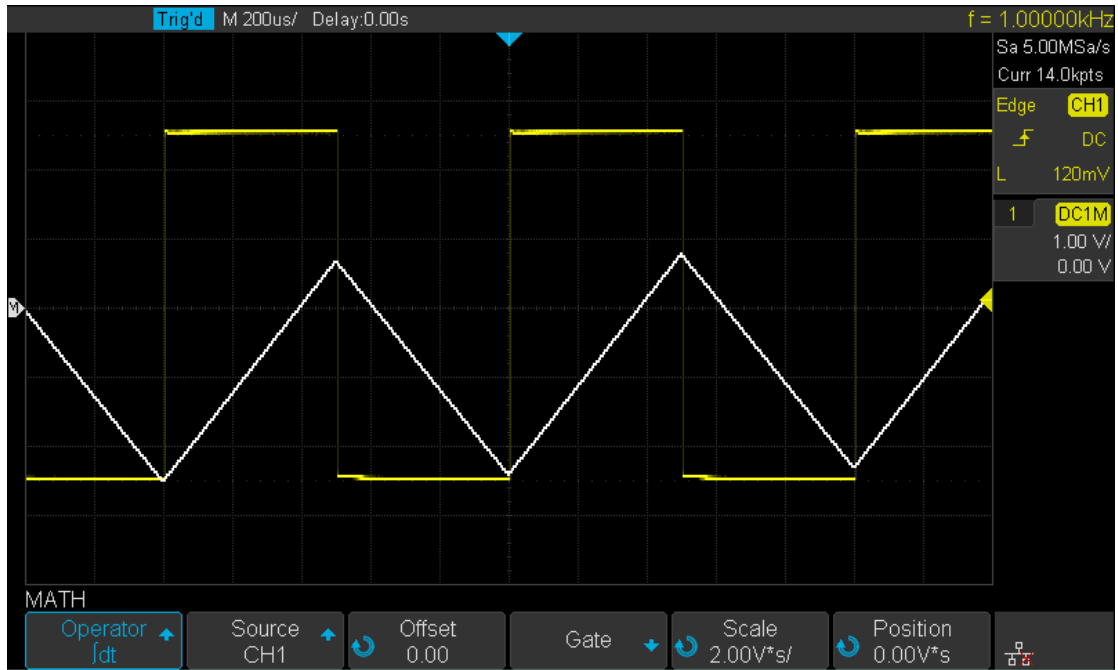 Trig'd M 200us/ Delay:0.00s f = 1.00000kHz
Sa 5.00MSa/s
Curr 14.0kpts
Edge CH1
DC
L 120mV
1 DC1M
1.00 V/
0.00 V
M
MATH
Operator Source Offset Gate Scale Position
∫dt CH1 0.00 2.00V*s/ 0.00V*s